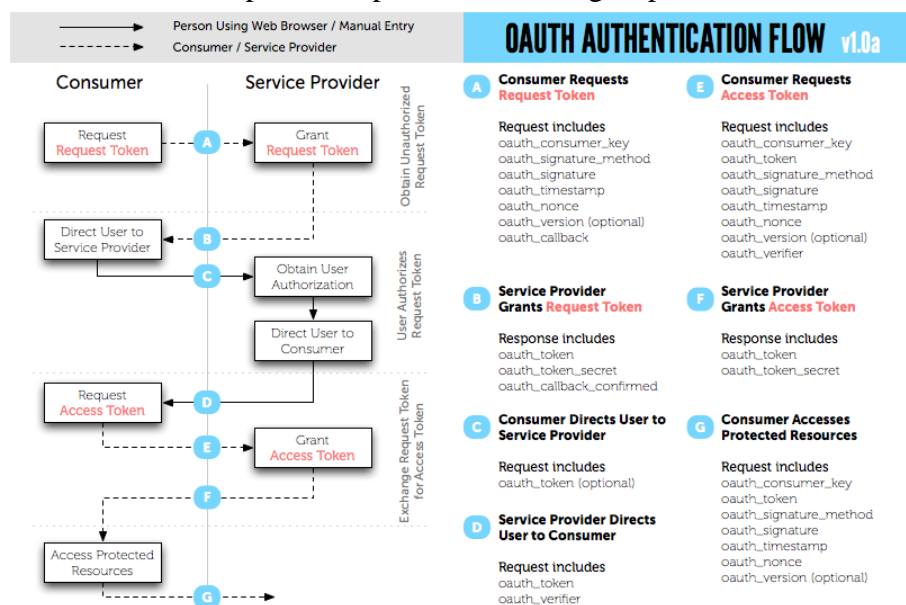 Person Using Web Browser / Manual Entry
Consumer / Service Provider
OAUTH AUTHENTICATION FLOW v1.0a
Consumer
Service Provider
Request
Request Token
A
Grant
Request Token
Obtain Unauthorized
Request Token
Direct User to
Service Provider
B
C
Obtain User
Authorization
Direct User to
Consumer
User Authorizes
Request Token
Request
Access Token
D
E
Grant
Access Token
F
Exchange Request Token
for Access Token
Access Protected
Resources
G
A
Consumer Requests
Request Token
Request includes
oauth_consumer_key
oauth_signature_method
oauth_signature
oauth_timestamp
oauth_nonce
oauth_version (optional)
oauth_callback
B
Service Provider
Grants Request Token
Response includes
oauth_token
oauth_token_secret
oauth_callback_confirmed
C
Consumer Directs User to
Service Provider
Request includes
oauth_token (optional)
D
Service Provider Directs
User to Consumer
Request includes
oauth_token
oauth_verifier
E
Consumer Requests
Access Token
Request includes
oauth_consumer_key
oauth_token
oauth_signature_method
oauth_signature
oauth_timestamp
oauth_nonce
oauth_version (optional)
oauth_verifier
F
Service Provider
Grants Access Token
Response includes
oauth_token
oauth_token_secret
G
Consumer Accesses
Protected Resources
Request includes
oauth_consumer_key
oauth_token
oauth_signature_method
oauth_signature
oauth_timestamp
oauth_nonce
oauth_version (optional)